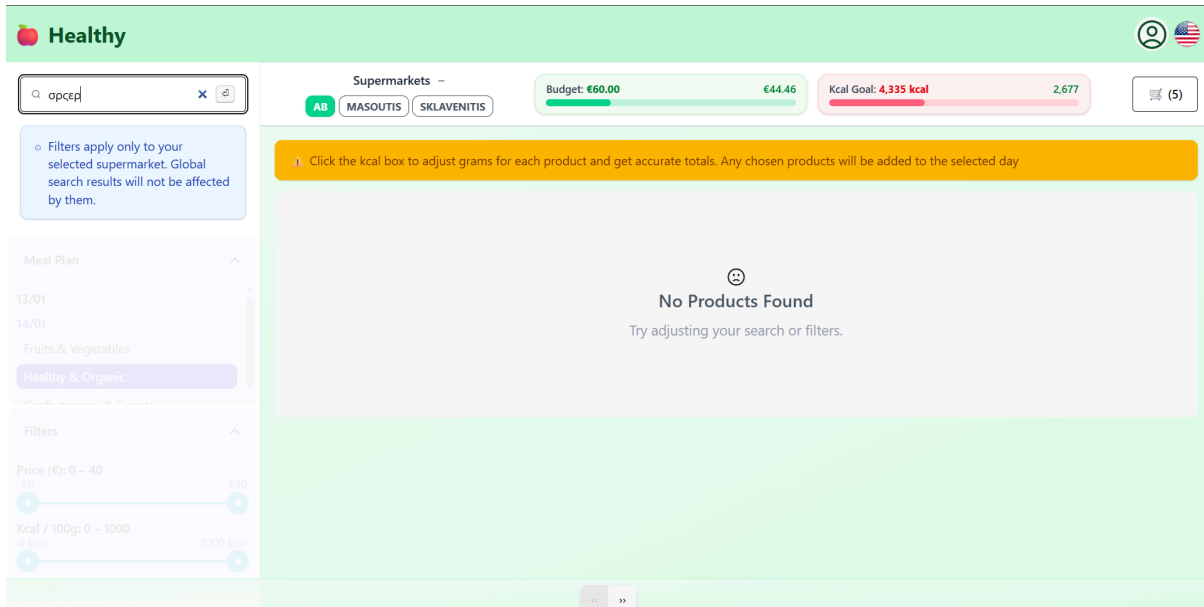 Healthy
σρςερ
Filters apply only to your
selected supermarket. Global
search results will not be affected
by them.
Meal Plan
13/01
14/01
Fruits & Vegetables
Healthy & Organic
Filters
Price (€): 0 – 40
€0 €40
Kcal / 100g: 0 – 1000
0 kcal 1000 kcal
Supermarkets –
AB MASOUTIS SKLAVENITIS
Budget: €60.00 €44.46
Kcal Goal: 4,335 kcal 2,677
(5)
Click the kcal box to adjust grams for each product and get accurate totals. Any chosen products will be added to the selected day
No Products Found
Try adjusting your search or filters.
‹‹ ››